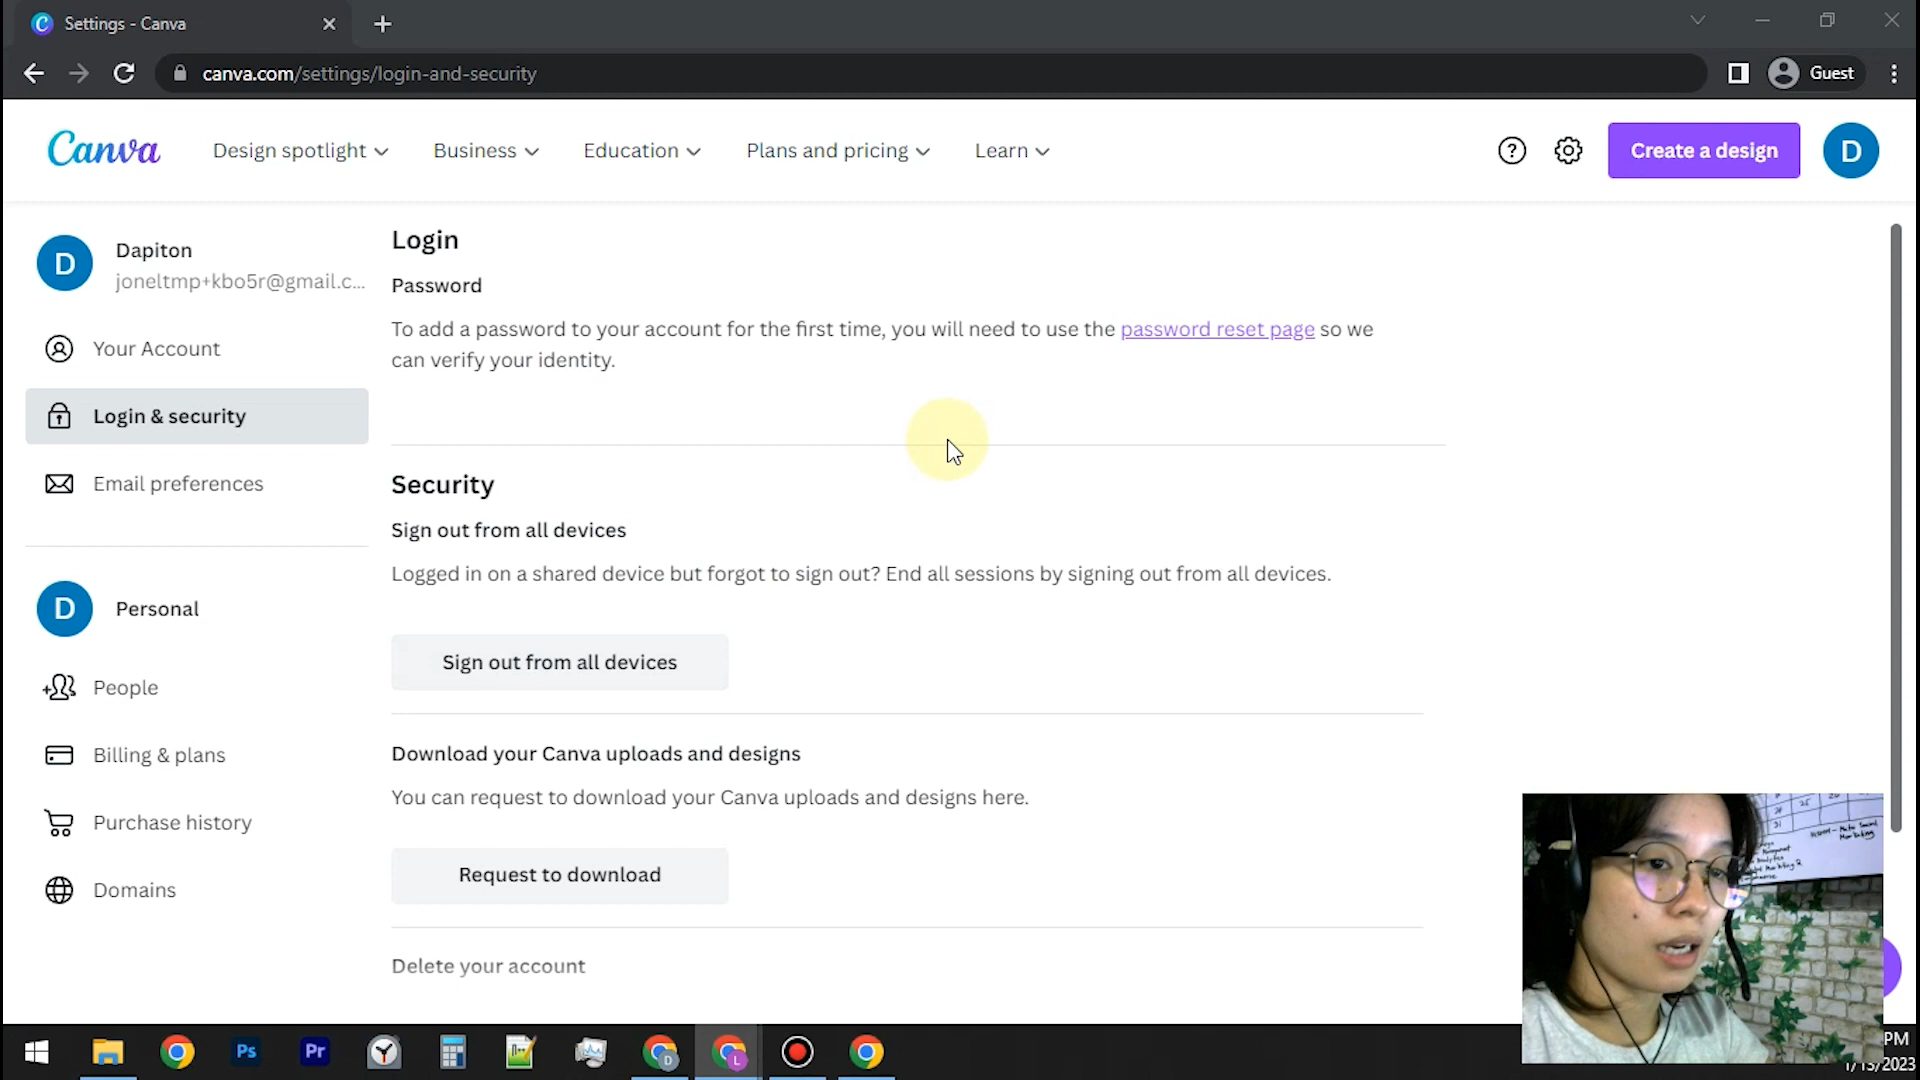 Settings - Canva
canva.com/settings/login-and-security
Guest
Canva
Design spotlight
Business
Education
Plans and pricing
Learn
Create a design
D
D
Dapiton
joneltmp+kbo5r@gmail.c...
Your Account
Login & security
Email preferences
D
Personal
People
Billing & plans
Purchase history
Domains
Login
Password
To add a password to your account for the first time, you will need to use the password reset page so we
can verify your identity.
Security
Sign out from all devices
Logged in on a shared device but forgot to sign out? End all sessions by signing out from all devices.
Sign out from all devices
Download your Canva uploads and designs
You can request to download your Canva uploads and designs here.
Request to download
Delete your account
Ps
Pr
D
L
PM
1/13/2023